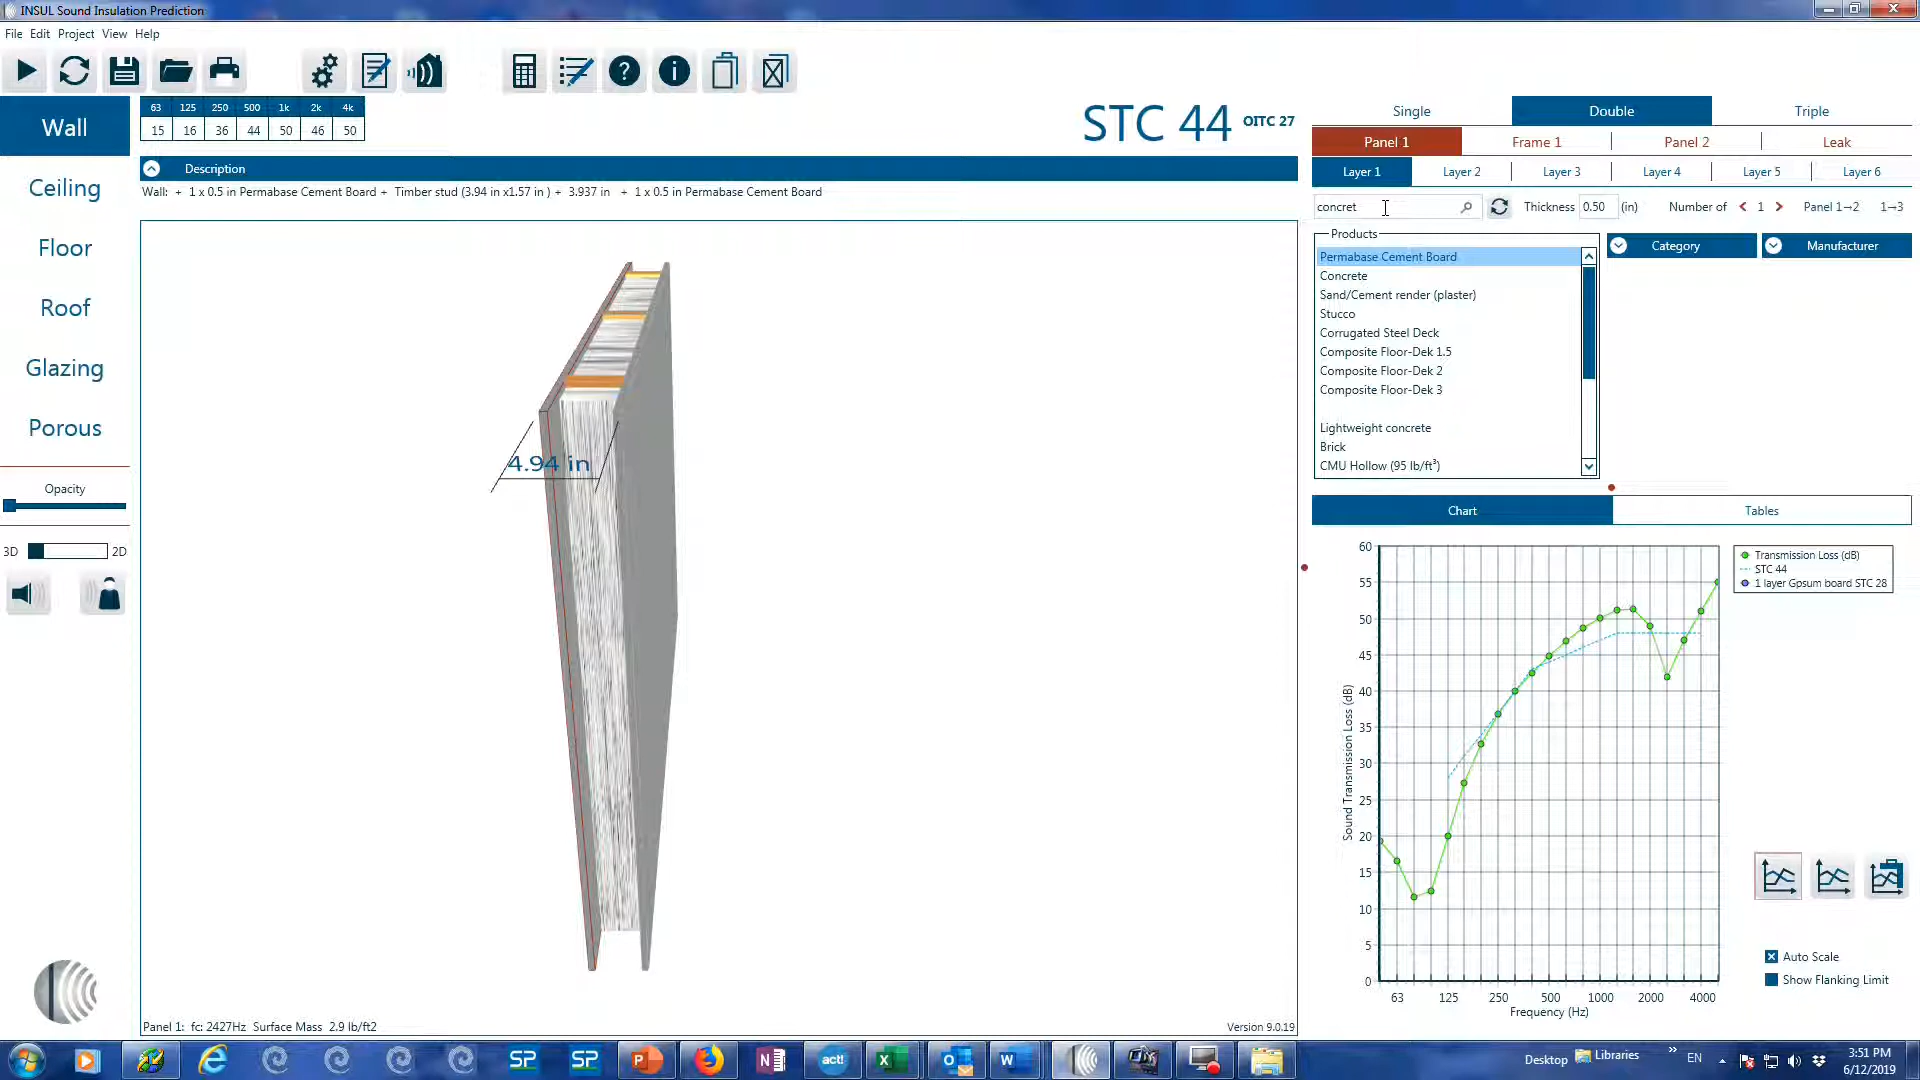 INSUL Sound Insulation Prediction
File Edit Project View Help
Wall
Ceiling
Floor
Roof
Glazing
Porous
Opacity
3D 2D
63 125 250 500 1k 2k 4k
15 16 36 44 50 46 50
STC 44 OITC 27
Description
Wall: + 1 x 0.5 in Permabase Cement Board + Timber stud (3.94 in x1.57 in ) + 3.937 in + 1 x 0.5 in Permabase Cement Board
4.94 in
Panel 1: fc: 2427Hz Surface Mass 2.9 lb/ft2
Version 9.0.19
Single Double Triple
Panel 1 Frame 1 Panel 2 Leak
Layer 1 Layer 2 Layer 3 Layer 4 Layer 5 Layer 6
concret Thickness 0.50 (in) Number of < 1 > Panel 1→2 1→3
Products
Category
Manufacturer
Permabase Cement Board
Concrete
Sand/Cement render (plaster)
Stucco
Corrugated Steel Deck
Composite Floor-Dek 1.5
Composite Floor-Dek 2
Composite Floor-Dek 3
Lightweight concrete
Brick
CMU Hollow (95 lb/ft³)
Chart Tables
60
55
50
45
40
35
30
25
20
15
10
5
0
Sound Transmission Loss (dB)
63 125 250 500 1000 2000 4000
Frequency (Hz)
Transmission Loss (dB)
STC 44
1 layer Gpsum board STC 28
Auto Scale
Show Flanking Limit
SP SP P N act! X O W
Desktop Libraries » EN
3:51 PM
6/12/2019